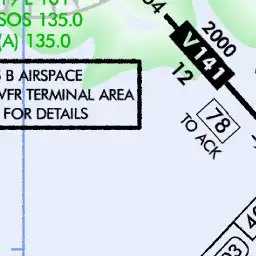 SOS 135.0
(A) 135.0
B AIRSPACE
VFR TERMINAL AREA
FOR DETAILS
V141
2000
12
78
TO ACK